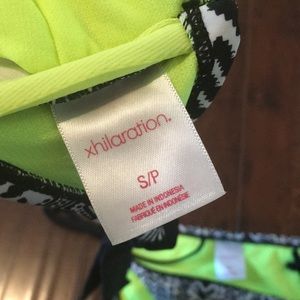 xhilaration.
S/P
MADE IN INDONESIA
FABRIQUÉ EN INDONÉSIE